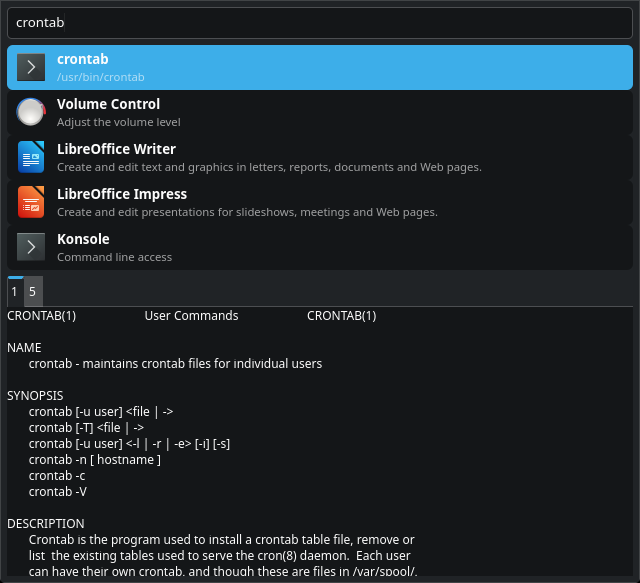 crontab
crontab
/usr/bin/crontab
Volume Control
Adjust the volume level
LibreOffice Writer
Create and edit text and graphics in letters, reports, documents and Web pages.
LibreOffice Impress
Create and edit presentations for slideshows, meetings and Web pages.
Konsole
Command line access
1 5
CRONTAB(1) User Commands CRONTAB(1)
NAME
crontab - maintains crontab files for individual users
SYNOPSIS
crontab [-u user] <file | ->
crontab [-T] <file | ->
crontab [-u user] <-l | -r | -e> [-i] [-s]
crontab -n [ hostname ]
crontab -c
crontab -V
DESCRIPTION
Crontab is the program used to install a crontab table file, remove or
list the existing tables used to serve the cron(8) daemon. Each user
can have their own crontab, and though these are files in /var/spool/,